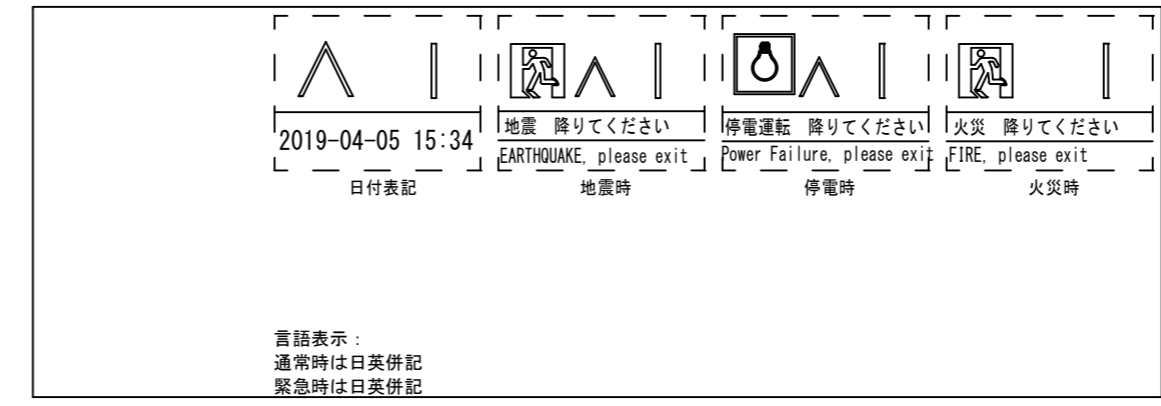 2019-04-05 15:34
日付表記
地震 降りてください
EARTHQUAKE, please exit
地震時
停電運転 降りてください
Power Failure, please exit
停電時
火災 降りてください
FIRE, please exit
火災時
言語表示：
通常時は日英併記
緊急時は日英併記